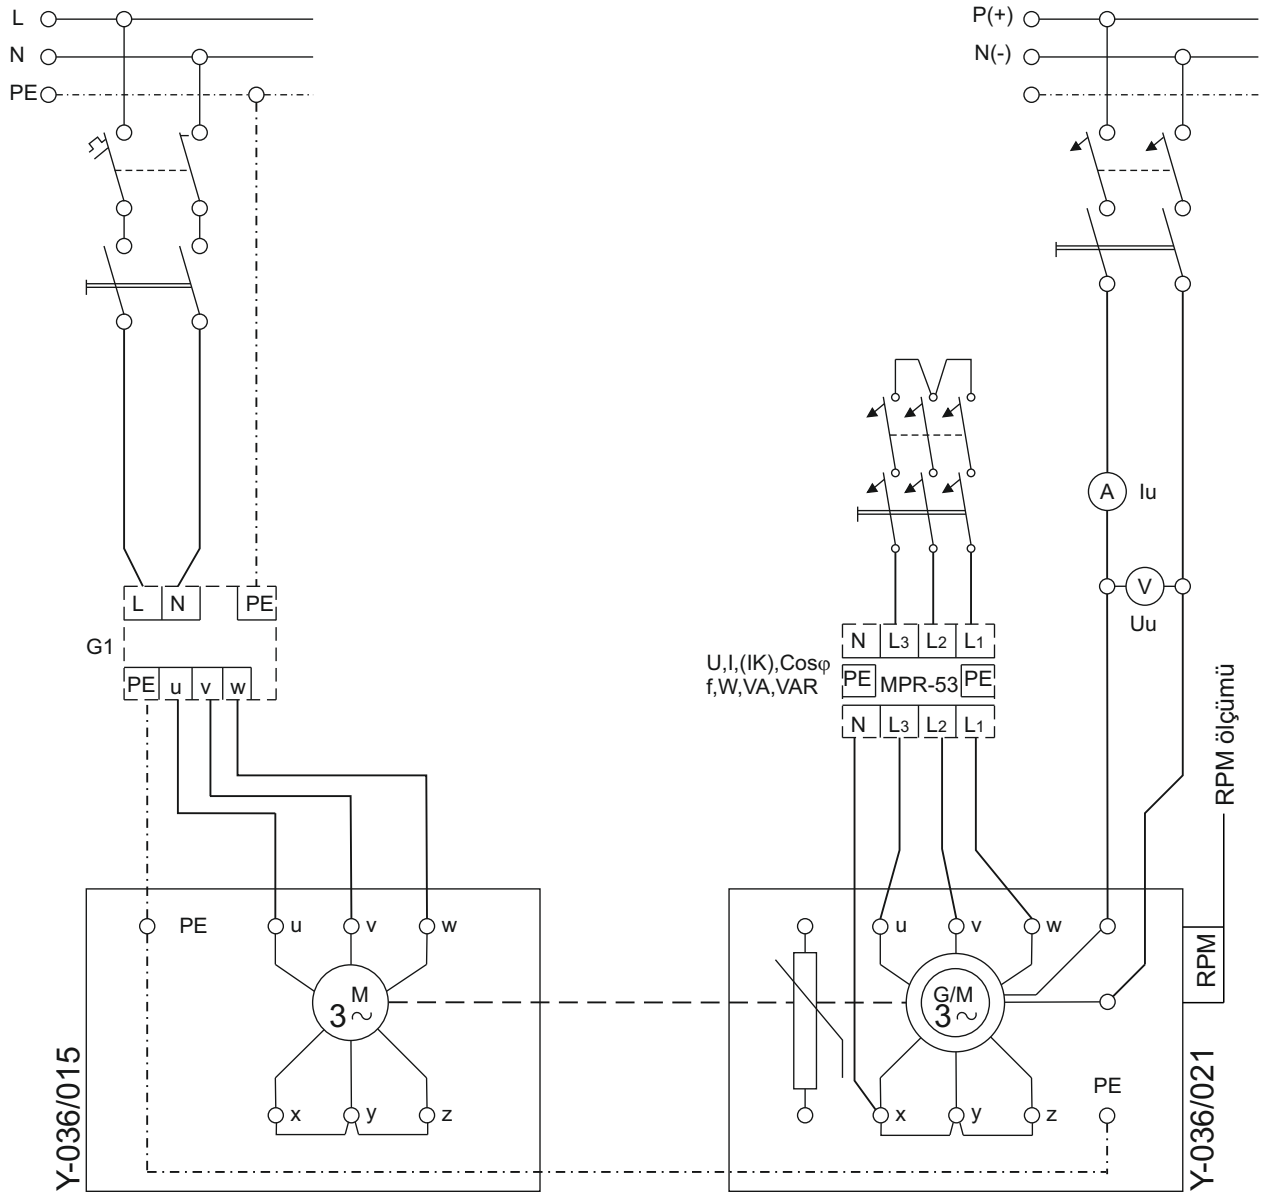 L
N
PE
P(+)
N(-)
A
Iu
V
Uu
L N PE
G1
PE u v w
N L3 L2 L1
U,I,(IK),Cosφ
f,W,VA,VAR
PE MPR-53 PE
N L3 L2 L1
RPM ölçümü
PE u v w
u v w
RPM
M
3 ~
G/M
3 ~
Y-036/015
x y z
x y z
PE
Y-036/021